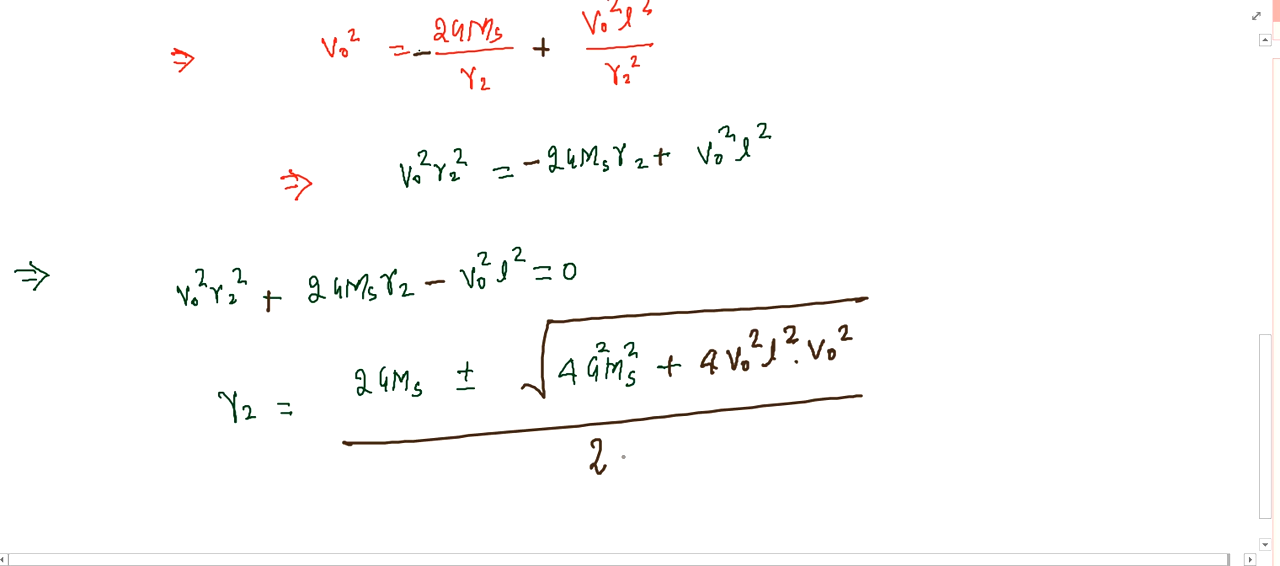 ⇒ V₀² = - 2GMs/r₂ + V₀²l²/r₂²
⇒ V₀²r₂² = -2GMsr₂ + V₀²l²
⇒ V₀²r₂² + 2GMsr₂ - V₀²l² = 0
r₂ = 2GMs ± √(4G²Ms² + 4V₀²l².V₀²) / 2